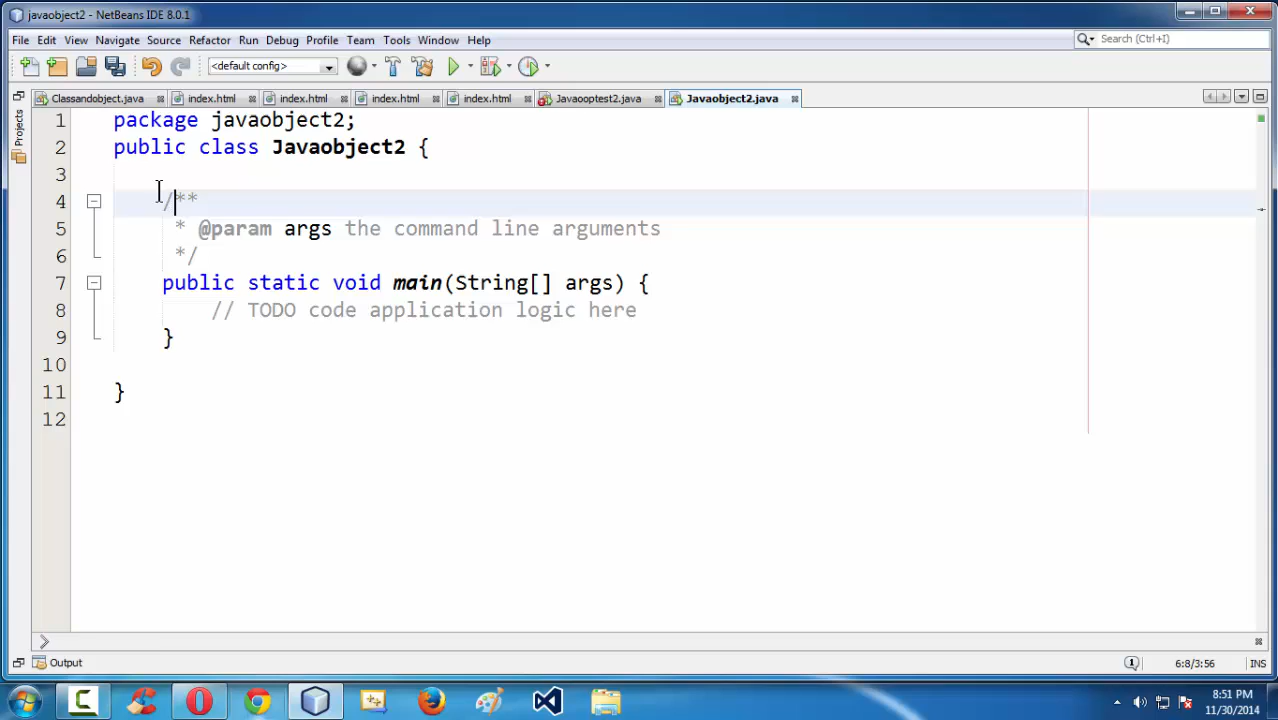 javaobject2 - NetBeans IDE 8.0.1
File Edit View Navigate Source Refactor Run Debug Profile Team Tools Window Help
Search (Ctrl+I)
<default config>
Classandobject.java index.html index.html index.html index.html Javaooptest2.java Javaobject2.java
Projects
1 package javaobject2;
2 public class Javaobject2 {
3
4 /**
5 * @param args the command line arguments
6 */
7 public static void main(String[] args) {
8 // TODO code application logic here
9 }
10
11 }
12
Output
1
6:8/3:56 INS
8:51 PM
11/30/2014